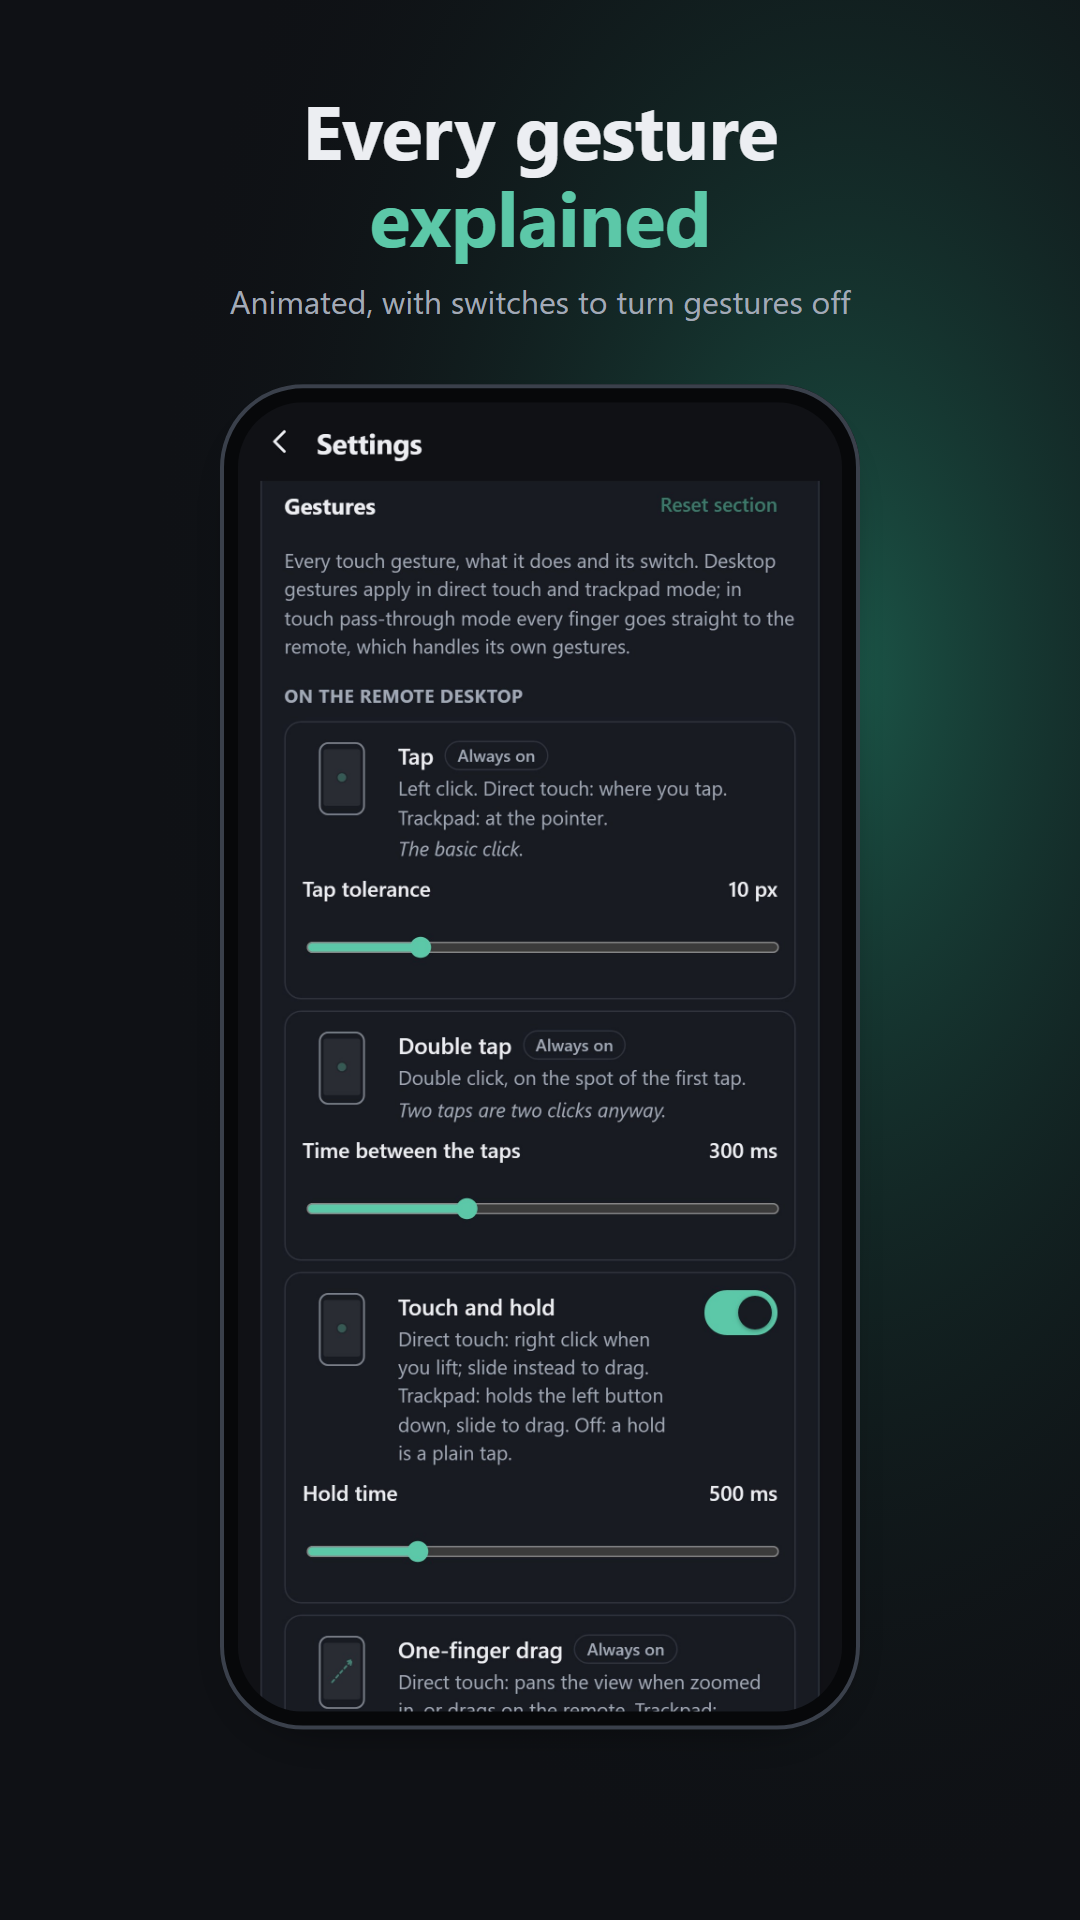 Every gesture
explained
Animated, with switches to turn gestures off
Settings
Gestures
Reset section
Every touch gesture, what it does and its switch. Desktop
gestures apply in direct touch and trackpad mode; in
touch pass-through mode every finger goes straight to the
remote, which handles its own gestures.
ON THE REMOTE DESKTOP
Tap Always on
Left click. Direct touch: where you tap.
Trackpad: at the pointer.
The basic click.
Tap tolerance 10 px
Double tap Always on
Double click, on the spot of the first tap.
Two taps are two clicks anyway.
Time between the taps 300 ms
Touch and hold
Direct touch: right click when
you lift; slide instead to drag.
Trackpad: holds the left button
down, slide to drag. Off: a hold
is a plain tap.
Hold time 500 ms
One-finger drag Always on
Direct touch: pans the view when zoomed
in, or drags on the remote. Trackpad: